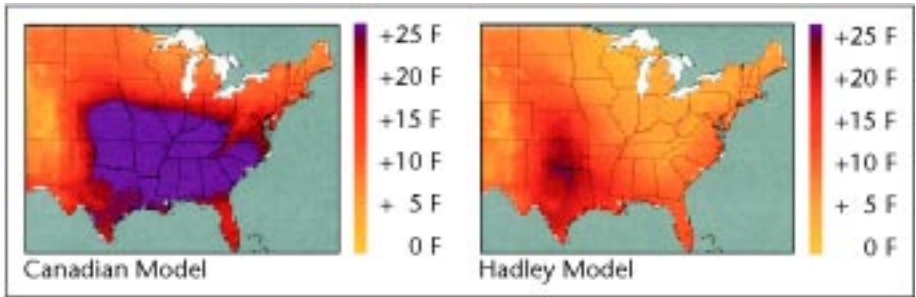 +25 F
+20 F
+15 F
+10 F
+ 5 F
0 F
Canadian Model
+25 F
+20 F
+15 F
+10 F
+ 5 F
0 F
Hadley Model